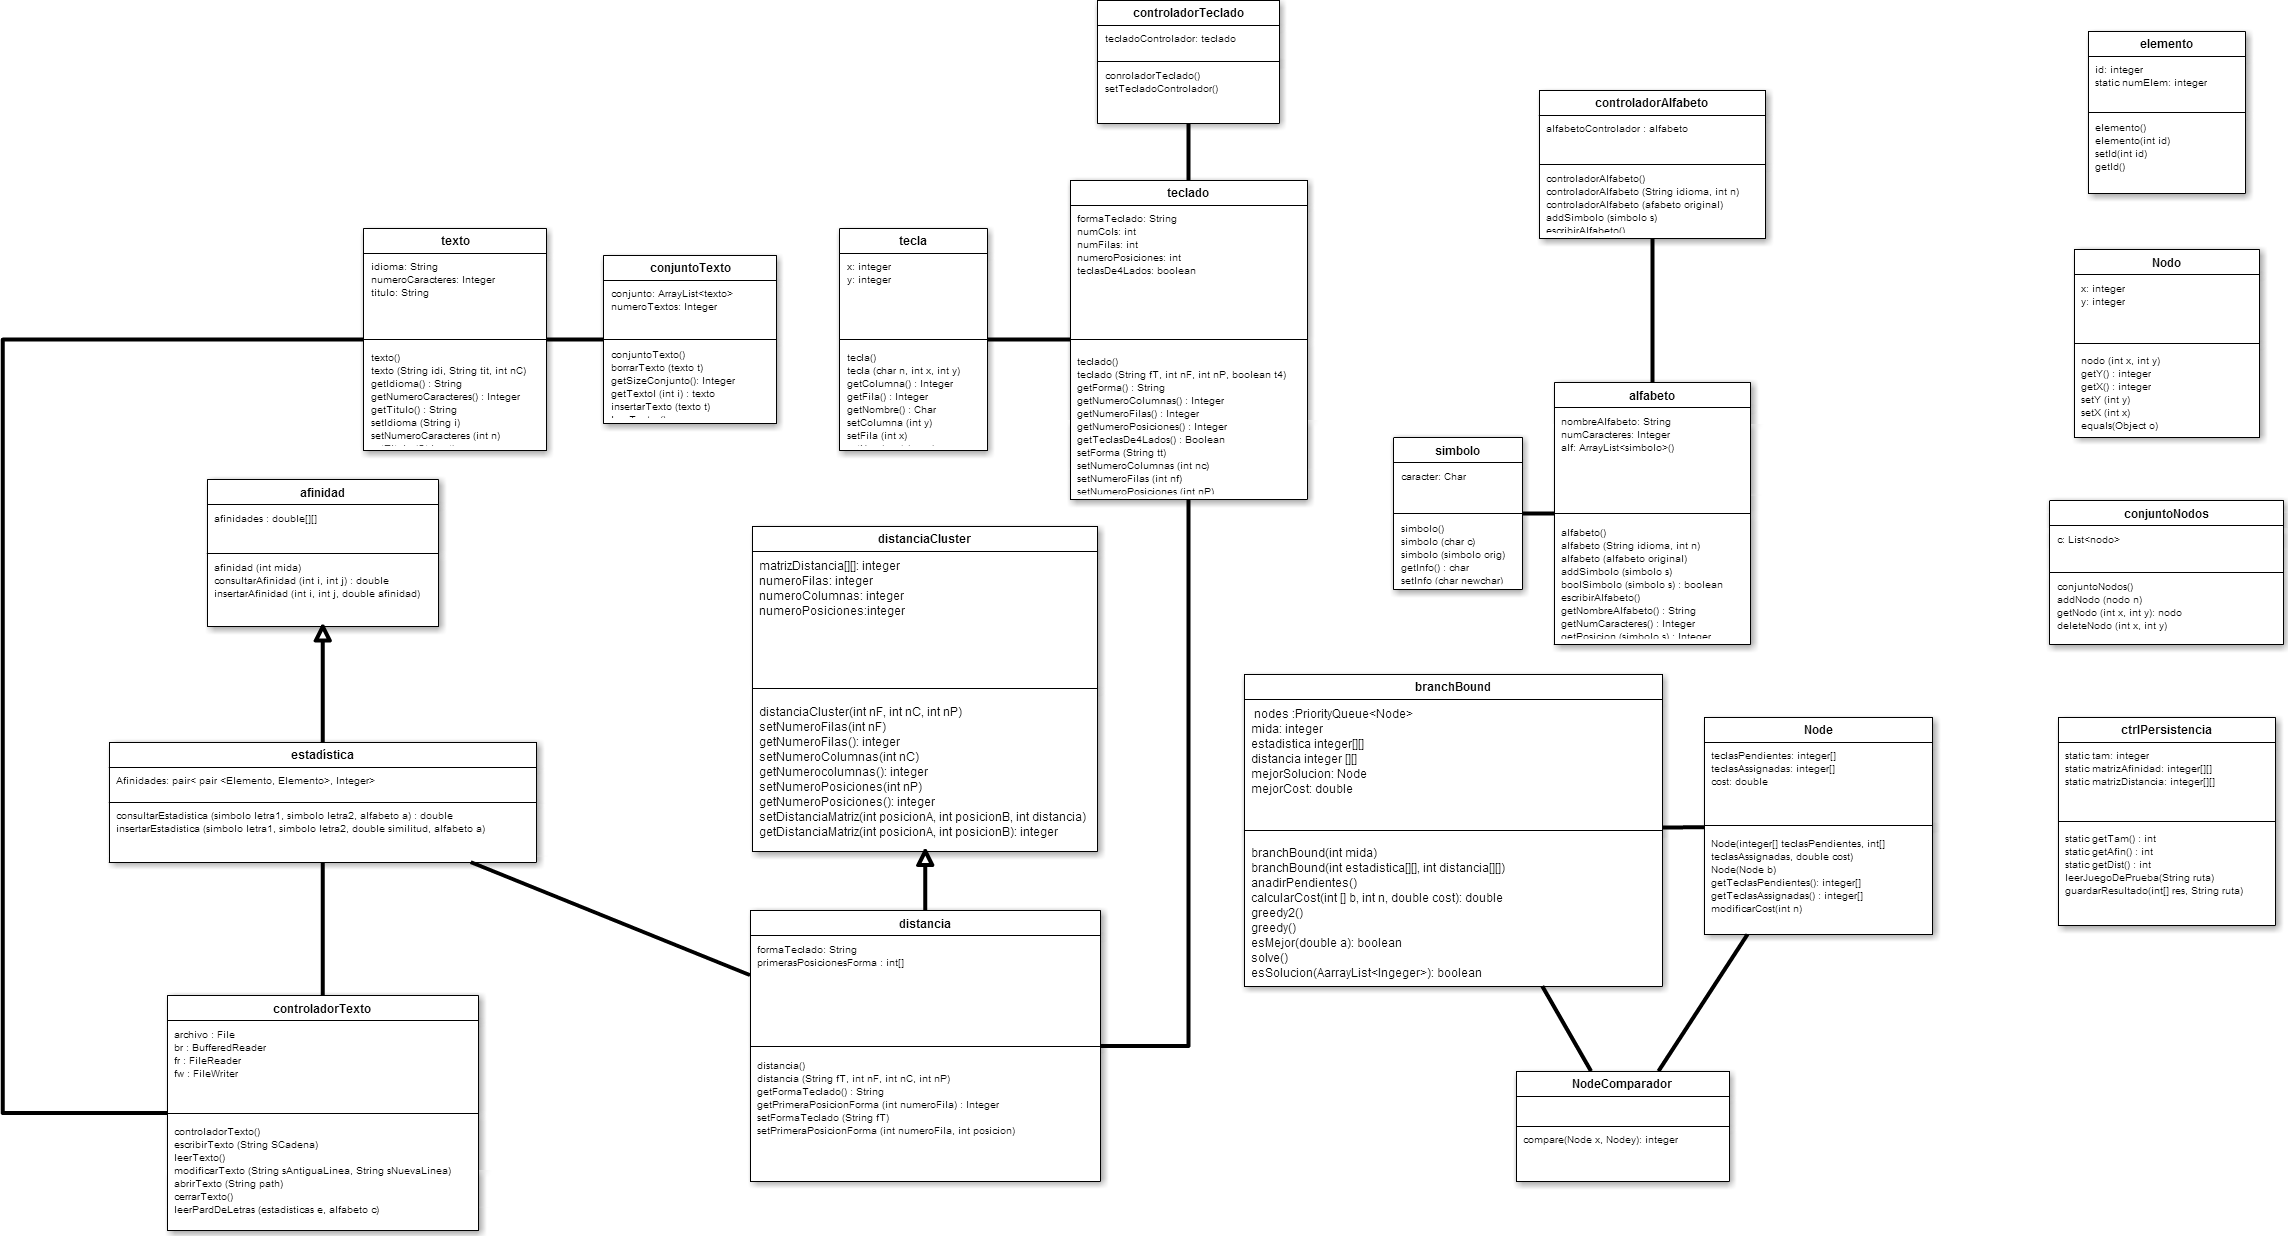 controladorTeclado
tecladoControlador: teclado
conroladorTeclado()
setTecladoControlador()
elemento
id: integer
static numElem: integer
elemento()
elemento(int id)
setId(int id)
getId()
controladorAlfabeto
alfabetoControlador : alfabeto
controladorAlfabeto()
controladorAlfabeto (String idioma, int n)
controladorAlfabeto (afabeto original)
addSimbolo (simbolo s)
escribirAlfabeto()
teclado
formaTeclado: String
numCols: int
numFilas: int
numeroPosiciones: int
teclasDe4Lados: boolean
teclado()
teclado (String fT, int nF, int nP, boolean t4)
getForma() : String
getNumeroColumnas() : Integer
getNumeroFilas() : Integer
getNumeroPosiciones() : Integer
getTeclasDe4Lados() : Boolean
setForma (String tt)
setNumeroColumnas (int nc)
setNumeroFilas (int nf)
setNumeroPosiciones (int nP)
texto
idioma: String
numeroCaracteres: Integer
titulo: String
texto()
texto (String idi, String tit, int nC)
getIdioma() : String
getNumeroCaracteres() : Integer
getTitulo() : String
setIdioma (String i)
setNumeroCaracteres (int n)
conjuntoTexto
conjunto: ArrayList<texto>
numeroTextos: Integer
conjuntoTexto()
borrarTexto (texto t)
getSizeConjunto(): Integer
getTextoI (int i) : texto
insertarTexto (texto t)
tecla
x: integer
y: integer
tecla()
tecla (char n, int x, int y)
getColumna() : Integer
getFila() : Integer
getNombre() : Char
setColumna (int y)
setFila (int x)
Nodo
x: integer
y: integer
nodo (int x, int y)
getY() : integer
getX() : integer
setY (int y)
setX (int x)
equals(Object o)
alfabeto
nombreAlfabeto: String
numCaracteres: Integer
alf: ArrayList<simbolo>()
alfabeto()
alfabeto (String idioma, int n)
alfabeto (alfabeto original)
addSimbolo (simbolo s)
boolSimbolo (simbolo s) : boolean
escribirAlfabeto()
getNombreAlfabeto() : String
getNumCaracteres() : Integer
getPosicion (simbolo s) : Integer
simbolo
caracter: Char
simbolo()
simbolo (char c)
simbolo (simbolo orig)
getInfo() : char
setInfo (char newchar)
afinidad
afinidades : double[][]
afinidad (int mida)
consultarAfinidad (int i, int j) : double
insertarAfinidad (int i, int j, double afinidad)
conjuntoNodos
c: List<nodo>
conjuntoNodos()
addNodo (nodo n)
getNodo (int x, int y): nodo
deleteNodo (int x, int y)
distanciaCluster
matrizDistancia[][]: integer
numeroFilas: integer
numeroColumnas: integer
numeroPosiciones:integer
distanciaCluster(int nF, int nC, int nP)
setNumeroFilas(int nF)
getNumeroFilas(): integer
setNumeroColumnas(int nC)
getNumerocolumnas(): integer
setNumeroPosiciones(int nP)
getNumeroPosiciones(): integer
setDistanciaMatriz(int posicionA, int posicionB, int distancia)
getDistanciaMatriz(int posicionA, int posicionB): integer
branchBound
nodes :PriorityQueue<Node>
mida: integer
estadistica integer[][]
distancia integer [][]
mejorSolucion: Node
mejorCost: double
branchBound(int mida)
branchBound(int estadistica[][], int distancia[][])
anadirPendientes()
calcularCost(int [] b, int n, double cost): double
greedy2()
greedy()
esMejor(double a): boolean
solve()
esSolucion(AarrayList<Ingeger>): boolean
Node
teclasPendientes: integer[]
teclasAssignadas: integer[]
cost: double
Node(integer[] teclasPendientes, int[]
teclasAssignadas, double cost)
Node(Node b)
getTeclasPendientes(): integer[]
getTeclasAssignadas() : integer[]
modificarCost(int n)
ctrlPersistencia
static tam: integer
static matrizAfinidad: integer[][]
static matrizDistancia: integer[][]
static getTam() : int
static getAfin() : int
static getDist() : int
leerJuegoDePrueba(String ruta)
guardarResultado(int[] res, String ruta)
estadística
Afinidades: pair< pair <Elemento, Elemento>, Integer>
consultarEstadistica (simbolo letra1, simbolo letra2, alfabeto a) : double
insertarEstadistica (simbolo letra1, simbolo letra2, double similitud, alfabeto a)
distancia
formaTeclado: String
primerasPosicionesForma : int[]
distancia()
distancia (String fT, int nF, int nC, int nP)
getFormaTeclado() : String
getPrimeraPosicionForma (int numeroFila) : Integer
setFormaTeclado (String fT)
setPrimeraPosicionForma (int numeroFila, int posicion)
controladorTexto
archivo : File
br : BufferedReader
fr : FileReader
fw : FileWriter
controladorTexto()
escribirTexto (String SCadena)
leerTexto()
modificarTexto (String sAntiguaLinea, String sNuevaLinea)
abrirTexto (String path)
cerrarTexto()
leerPardDeLetras (estadisticas e, alfabeto c)
NodeComparador
compare(Node x, Nodey): integer